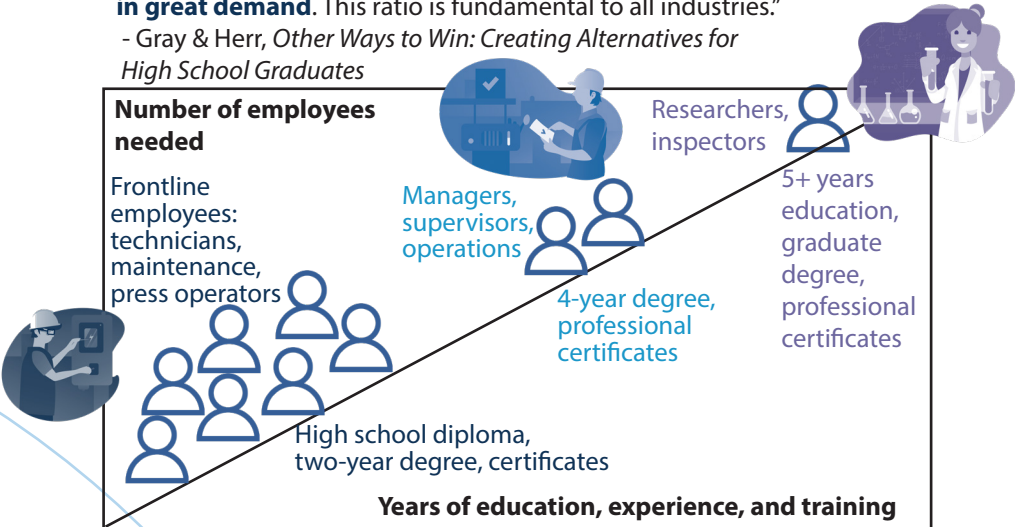 in great demand. This ratio is fundamental to all industries.”
- Gray & Herr, Other Ways to Win: Creating Alternatives for
High School Graduates
Number of employees
needed
Frontline
employees:
technicians,
maintenance,
press operators
Managers,
supervisors,
operations
Researchers,
inspectors
5+ years
education,
graduate
degree,
professional
certificates
4-year degree,
professional
certificates
High school diploma,
two-year degree, certificates
Years of education, experience, and training